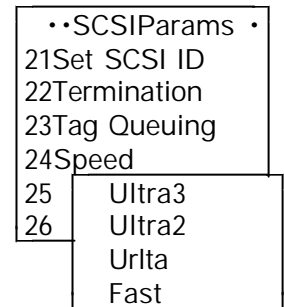 ··SCSIParams ·
21Set SCSI ID
22Termination
23Tag Queuing
24Speed
25 Ultra3
26 Ultra2
Urlta
Fast